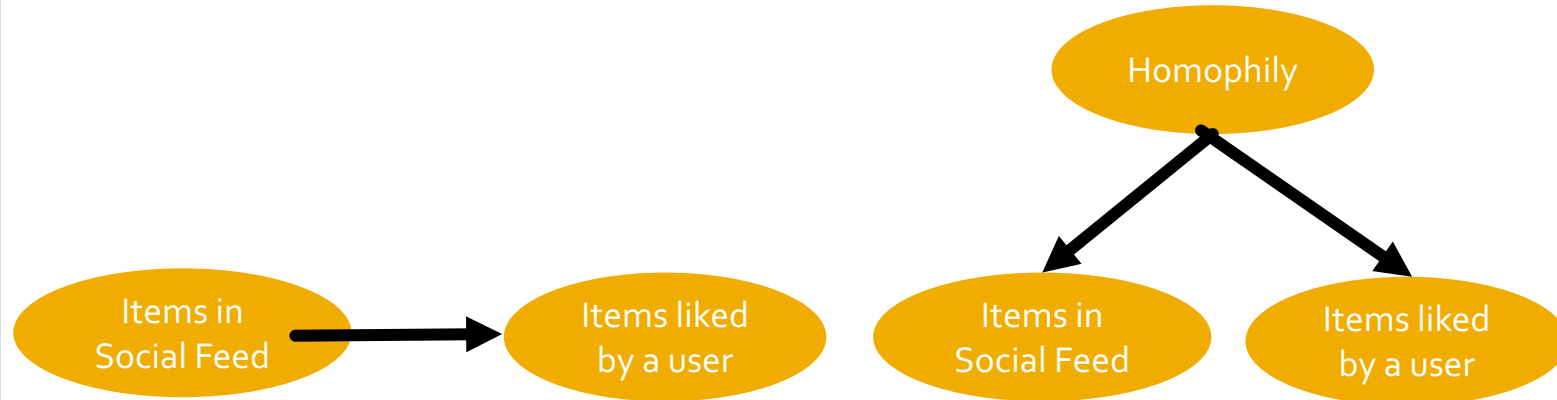 Homophily
Items in
Social Feed
Items liked
by a user
Items in
Social Feed
Items liked
by a user